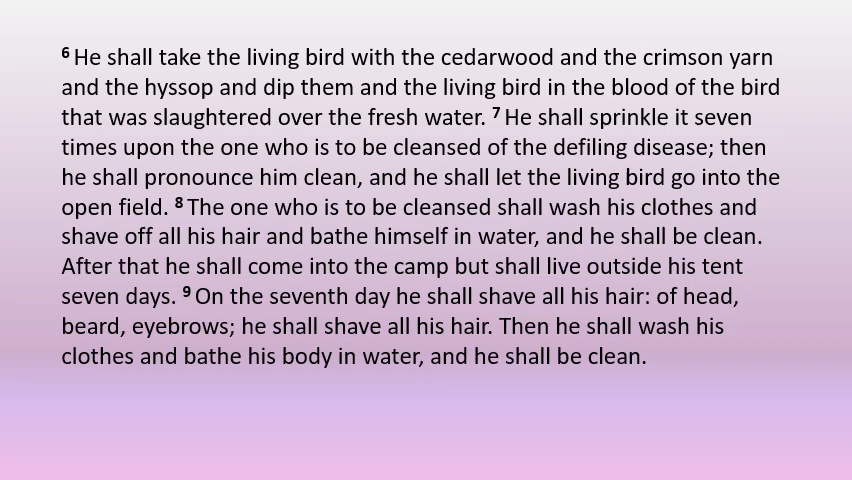 6 He shall take the living bird with the cedarwood and the crimson yarn
and the hyssop and dip them and the living bird in the blood of the bird
that was slaughtered over the fresh water. 7 He shall sprinkle it seven
times upon the one who is to be cleansed of the defiling disease; then
he shall pronounce him clean, and he shall let the living bird go into the
open field. 8 The one who is to be cleansed shall wash his clothes and
shave off all his hair and bathe himself in water, and he shall be clean.
After that he shall come into the camp but shall live outside his tent
seven days. 9 On the seventh day he shall shave all his hair: of head,
beard, eyebrows; he shall shave all his hair. Then he shall wash his
clothes and bathe his body in water, and he shall be clean.